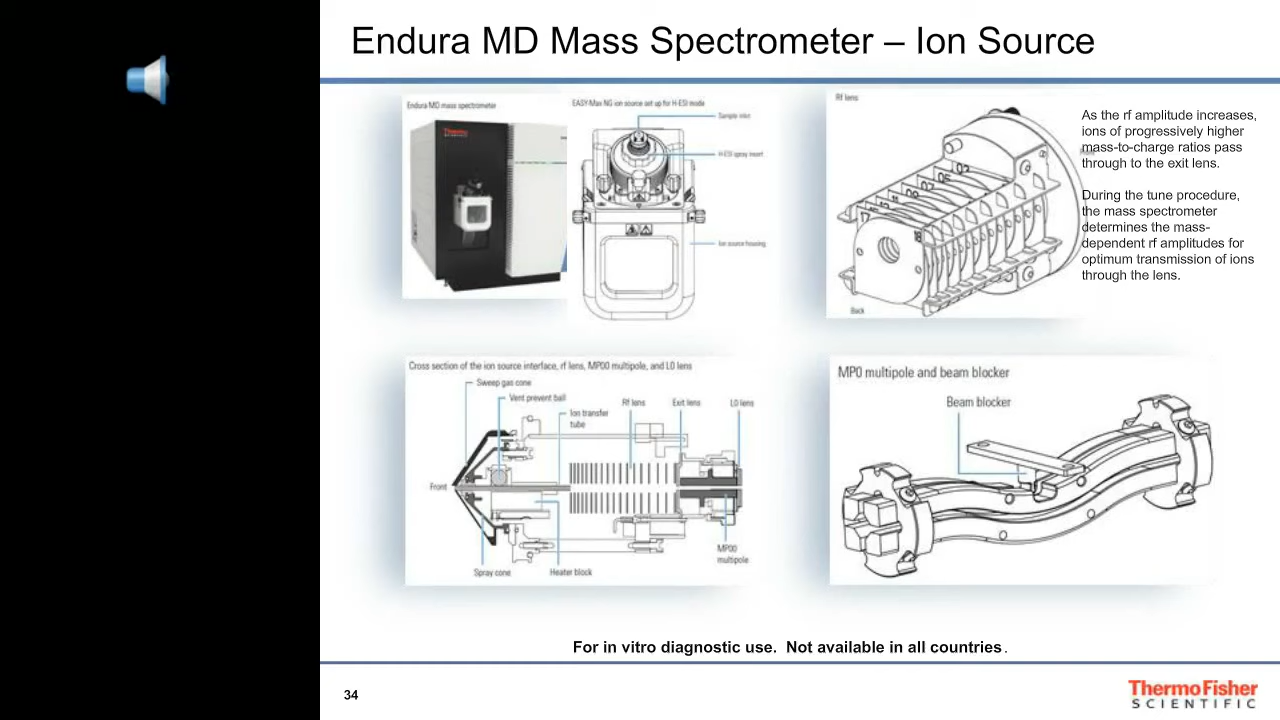 Endura MD Mass Spectrometer – Ion Source
Endura MD mass spectrometer
Thermo
EASY-Max NG ion source set up for H-ESI mode
Sample inlet
H-ESI spray insert
Ion source housing
Rf lens
Back
As the rf amplitude increases,
ions of progressively higher
mass-to-charge ratios pass
through to the exit lens.
During the tune procedure,
the mass spectrometer
determines the mass-
dependent rf amplitudes for
optimum transmission of ions
through the lens.
Cross section of the ion source interface, rf lens, MP00 multipole, and L0 lens
Sweep gas cone
Vent prevent ball
Ion transfer
tube
Rf lens
Exit lens
L0 lens
Front
MP00
multipole
Spray cone
Heater block
MP0 multipole and beam blocker
Beam blocker
For in vitro diagnostic use. Not available in all countries.
34
ThermoFisher
SCIENTIFIC